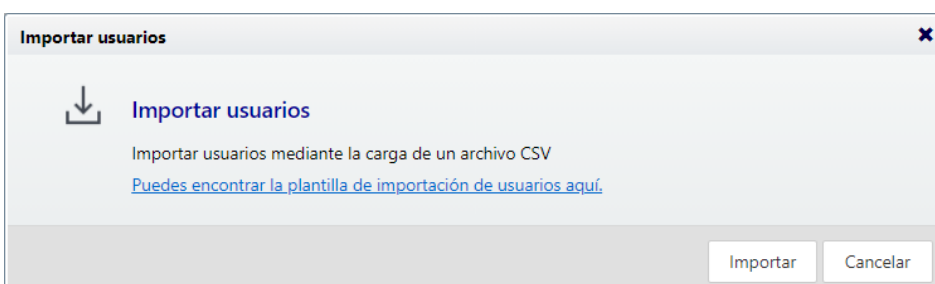 Importar usuarios
Importar usuarios
Importar usuarios mediante la carga de un archivo CSV
Puedes encontrar la plantilla de importación de usuarios aquí.
Importar Cancelar